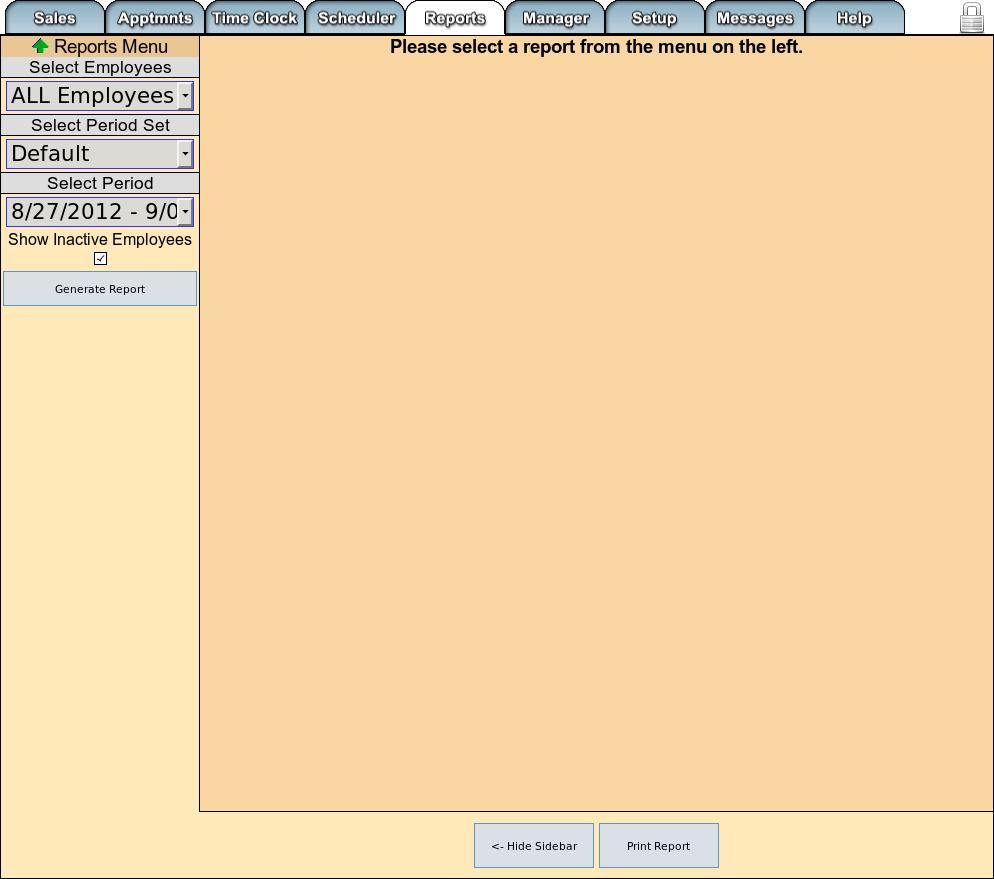 Sales Apptmnts Time Clock Scheduler Reports Manager Setup Messages Help
Reports Menu
Select Employees
ALL Employees
Select Period Set
Default
Select Period
8/27/2012 - 9/0
Show Inactive Employees
Generate Report
Please select a report from the menu on the left.
<- Hide Sidebar
Print Report